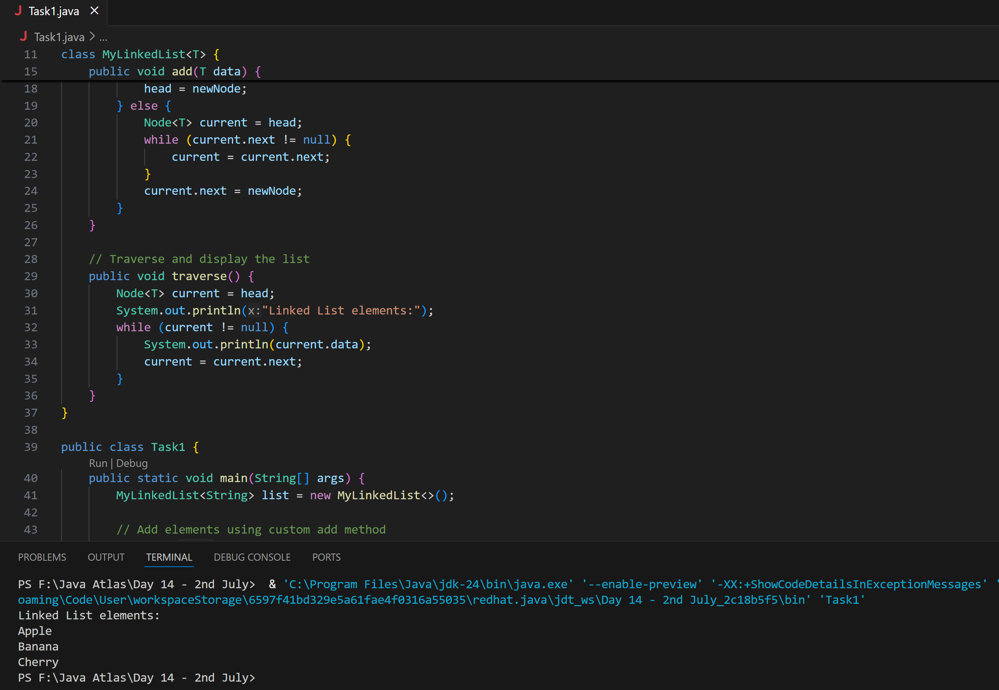 Task1.java
Task1.java > ...
11 class MyLinkedList<T> {
15     public void add(T data) {
18             head = newNode;
19         } else {
20             Node<T> current = head;
21             while (current.next != null) {
22                 current = current.next;
23             }
24             current.next = newNode;
25         }
26     }
27
28     // Traverse and display the list
29     public void traverse() {
30         Node<T> current = head;
31         System.out.println(x:"Linked List elements:");
32         while (current != null) {
33             System.out.println(current.data);
34             current = current.next;
35         }
36     }
37 }
38
39 public class Task1 {
Run | Debug
40     public static void main(String[] args) {
41         MyLinkedList<String> list = new MyLinkedList<>();
42
43         // Add elements using custom add method
PROBLEMS OUTPUT TERMINAL DEBUG CONSOLE PORTS
PS F:\Java Atlas\Day 14 - 2nd July>  & 'C:\Program Files\Java\jdk-24\bin\java.exe' '--enable-preview' '-XX:+ShowCodeDetailsInExceptionMessages' '
oaming\Code\User\workspaceStorage\6597f41bd329e5a61fae4f0316a55035\redhat.java\jdt_ws\Day 14 - 2nd July_2c18b5f5\bin' 'Task1'
Linked List elements:
Apple
Banana
Cherry
PS F:\Java Atlas\Day 14 - 2nd July>